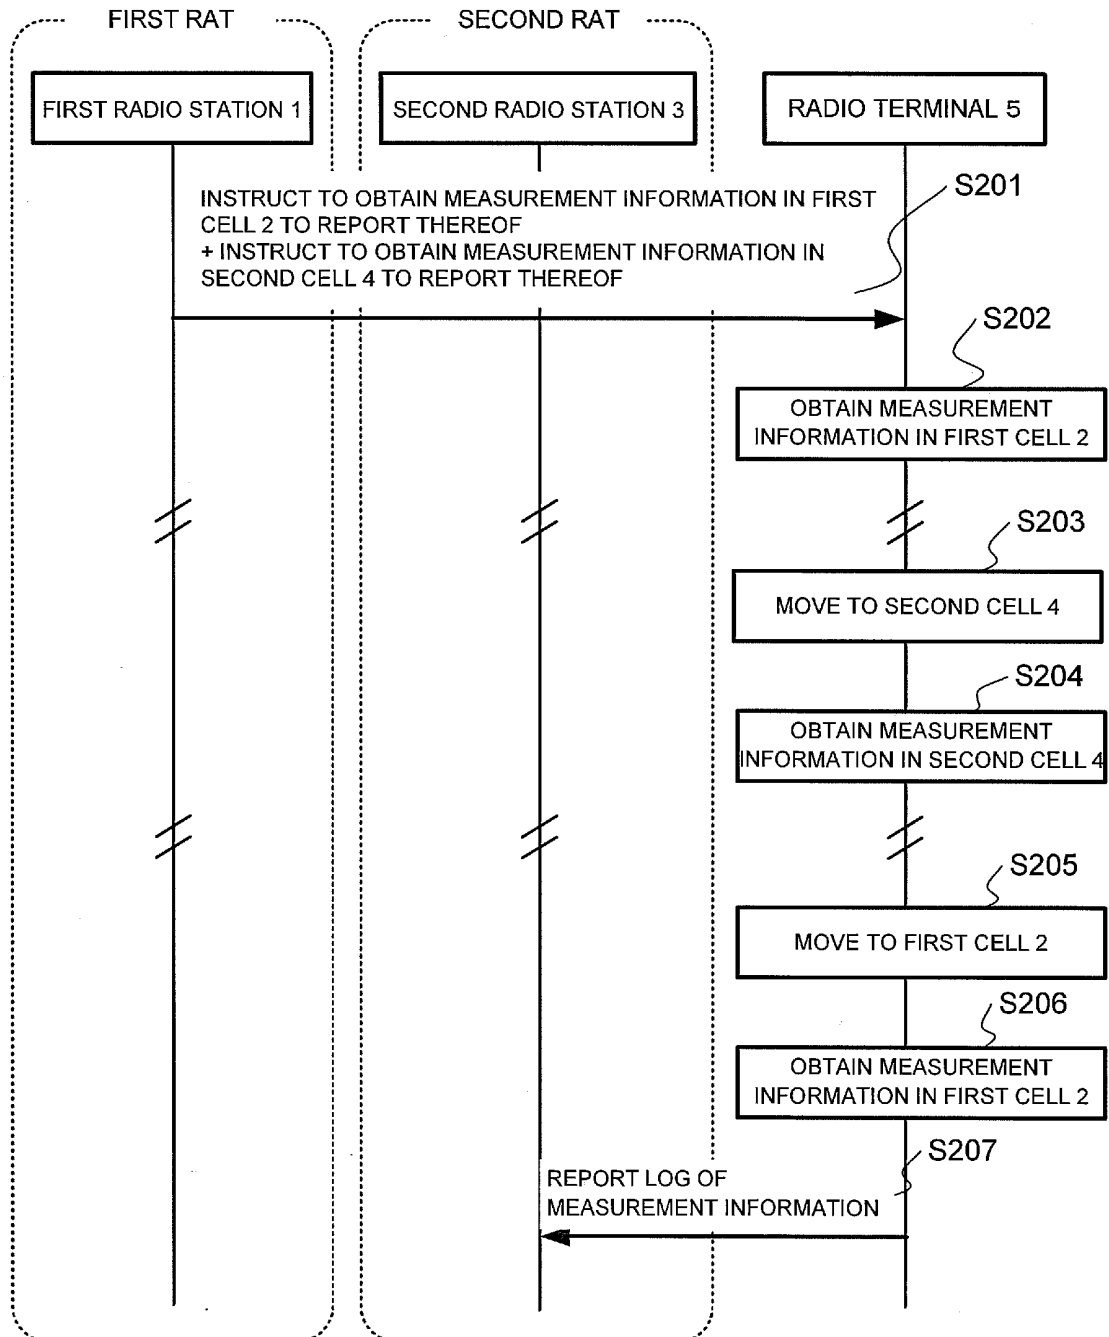 FIRST RAT
SECOND RAT
FIRST RADIO STATION 1
SECOND RADIO STATION 3
RADIO TERMINAL 5
S201
INSTRUCT TO OBTAIN MEASUREMENT INFORMATION IN FIRST
CELL 2 TO REPORT THEREOF
+ INSTRUCT TO OBTAIN MEASUREMENT INFORMATION IN
SECOND CELL 4 TO REPORT THEREOF
S202
OBTAIN MEASUREMENT
INFORMATION IN FIRST CELL 2
S203
MOVE TO SECOND CELL 4
S204
OBTAIN MEASUREMENT
INFORMATION IN SECOND CELL 4
S205
MOVE TO FIRST CELL 2
S206
OBTAIN MEASUREMENT
INFORMATION IN FIRST CELL 2
S207
REPORT LOG OF
MEASUREMENT INFORMATION